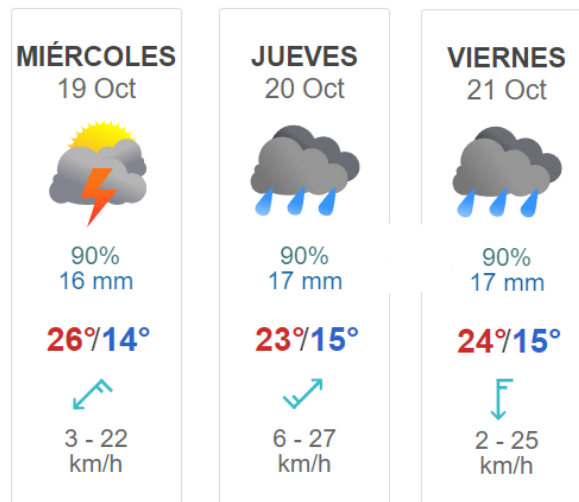 MIÉRCOLES
19 Oct
90%
16 mm
26°/14°
3 - 22
km/h
JUEVES
20 Oct
90%
17 mm
23°/15°
6 - 27
km/h
VIERNES
21 Oct
90%
17 mm
24°/15°
2 - 25
km/h